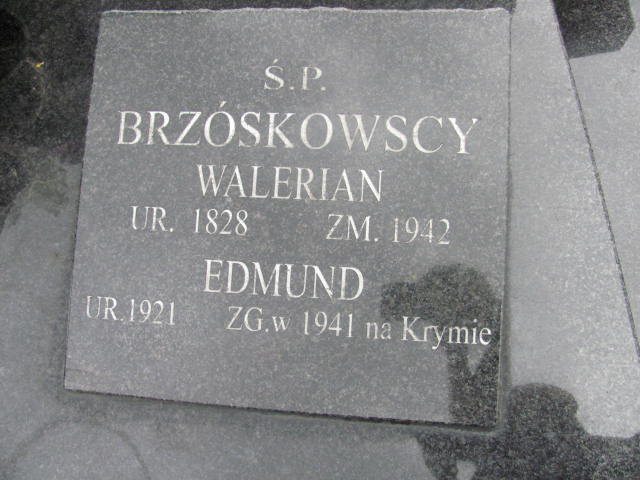 Ś.P.
BRZÓSKOWSCY
WALERIAN
UR. 1828 ZM. 1942
EDMUND
UR.1921 ZG.w 1941 na Krymie